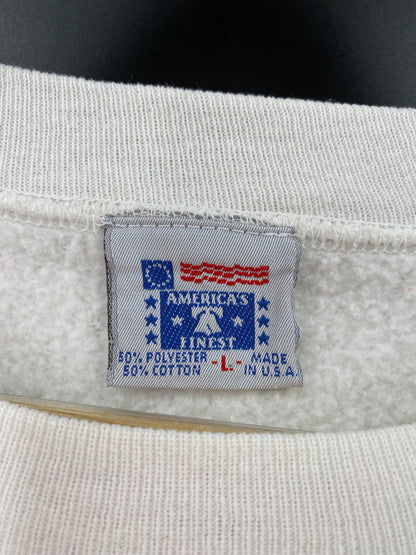 AMERICA'S
FINEST
50% POLYESTER
50% COTTON
- L. -
MADE
IN U.S.A.